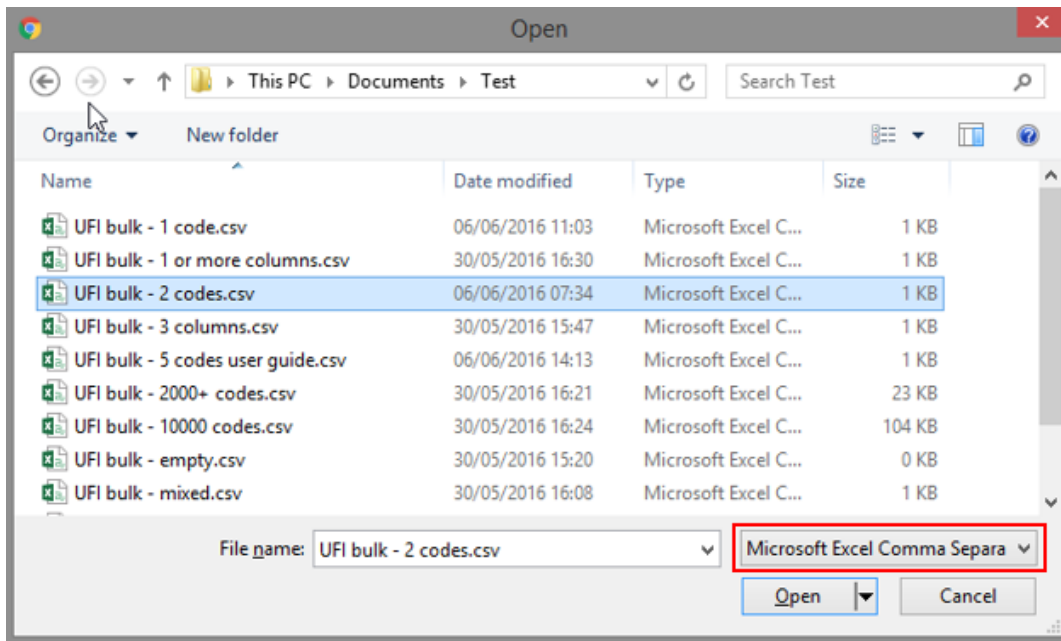 Open
This PC Documents Test Search Test
Organize New folder
Name Date modified Type Size
UFI bulk - 1 code.csv 06/06/2016 11:03 Microsoft Excel C... 1 KB
UFI bulk - 1 or more columns.csv 30/05/2016 16:30 Microsoft Excel C... 1 KB
UFI bulk - 2 codes.csv 06/06/2016 07:34 Microsoft Excel C... 1 KB
UFI bulk - 3 columns.csv 30/05/2016 15:47 Microsoft Excel C... 1 KB
UFI bulk - 5 codes user guide.csv 06/06/2016 14:13 Microsoft Excel C... 1 KB
UFI bulk - 2000+ codes.csv 30/05/2016 16:21 Microsoft Excel C... 23 KB
UFI bulk - 10000 codes.csv 30/05/2016 16:24 Microsoft Excel C... 104 KB
UFI bulk - empty.csv 30/05/2016 15:20 Microsoft Excel C... 0 KB
UFI bulk - mixed.csv 30/05/2016 16:08 Microsoft Excel C... 1 KB
File name: UFI bulk - 2 codes.csv Microsoft Excel Comma Separa
Open Cancel